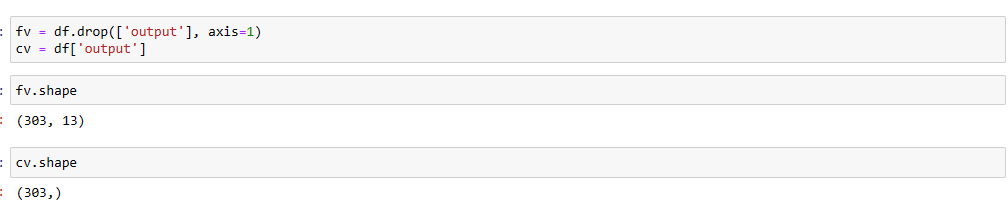 : fv = df.drop(['output'], axis=1)
cv = df['output']
: fv.shape
: (303, 13)
: cv.shape
: (303,)